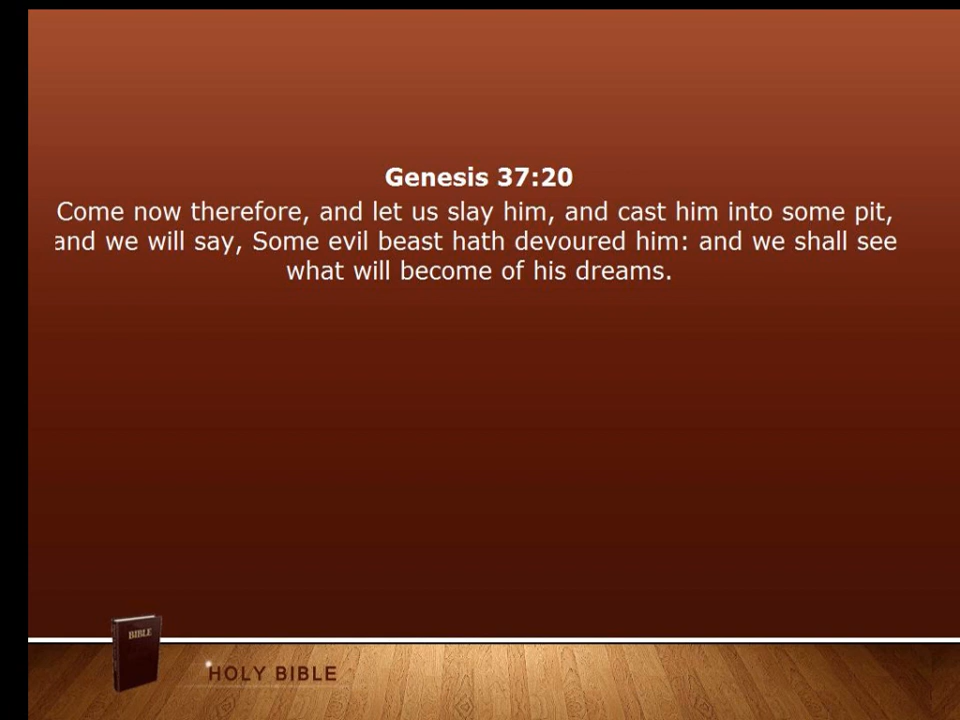 Genesis 37:20
Come now therefore, and let us slay him, and cast him into some pit,
and we will say, Some evil beast hath devoured him: and we shall see
what will become of his dreams.
BIBLE
HOLY BIBLE